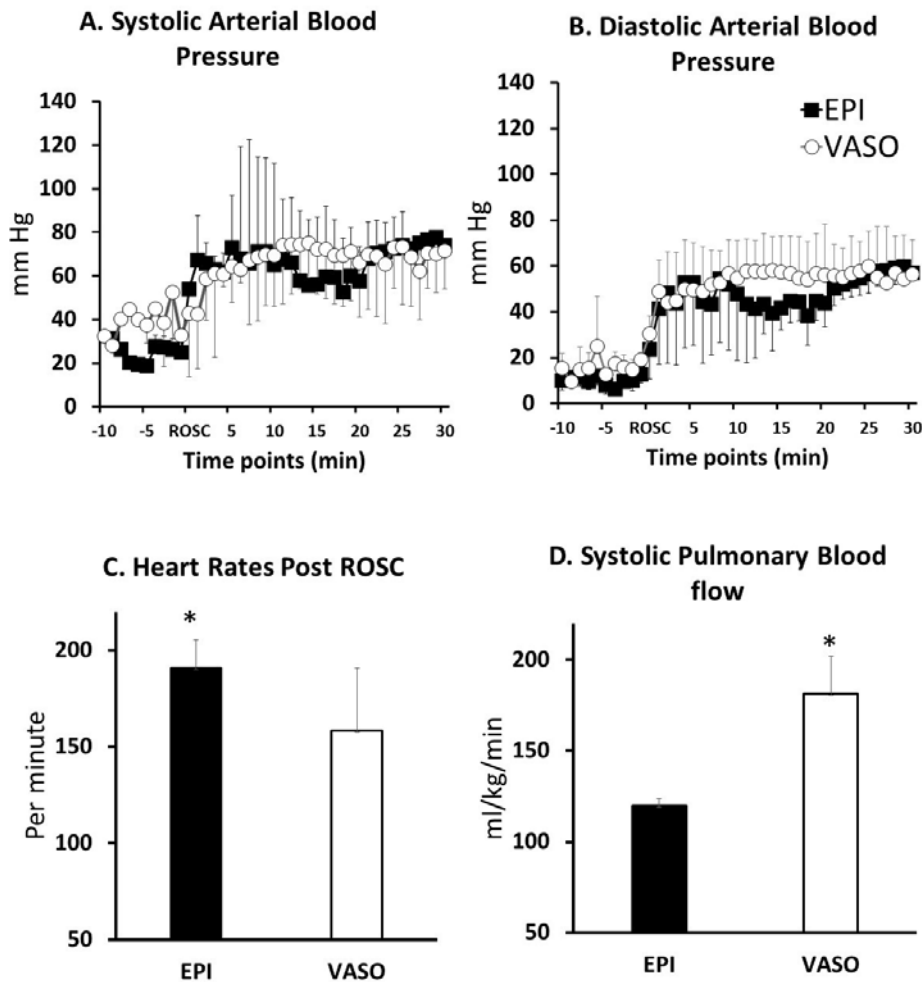 A. Systolic Arterial Blood
Pressure
140
120
100
80
60
40
20
0
mm Hg
-10 -5 ROSC 5 10 15 20 25 30
Time points (min)
B. Diastolic Arterial Blood
Pressure
140
120
100
80
60
40
20
0
mm Hg
EPI
VASO
-10 -5 ROSC 5 10 15 20 25 30
Time points (min)
C. Heart Rates Post ROSC
*
200
150
100
50
Per minute
EPI VASO
D. Systolic Pulmonary Blood
flow
*
200
150
100
50
ml/kg/min
EPI VASO